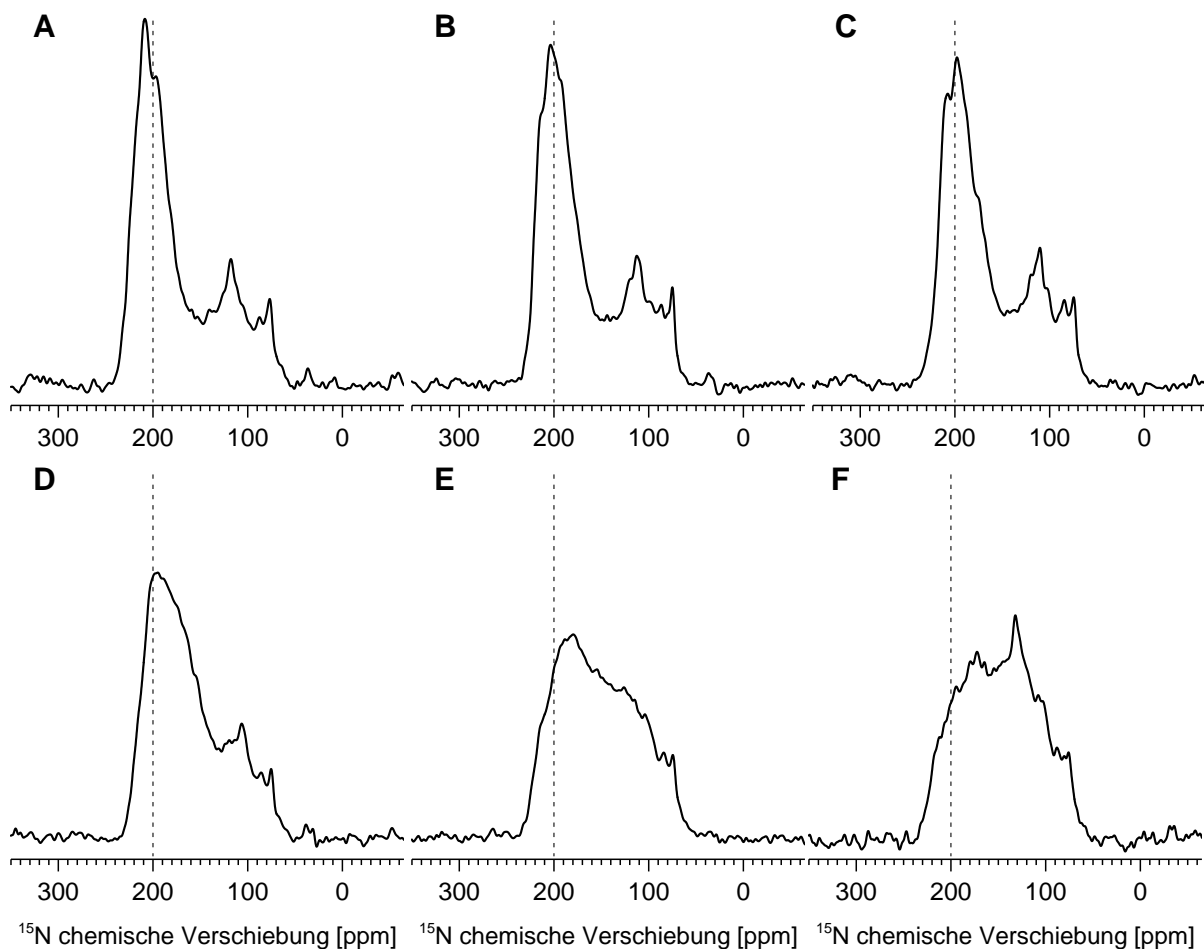 A B C
300 200 100 0 300 200 100 0 300 200 100 0
D E F
300 200 100 0 300 200 100 0 300 200 100 0
¹⁵N chemische Verschiebung [ppm] ¹⁵N chemische Verschiebung [ppm] ¹⁵N chemische Verschiebung [ppm]